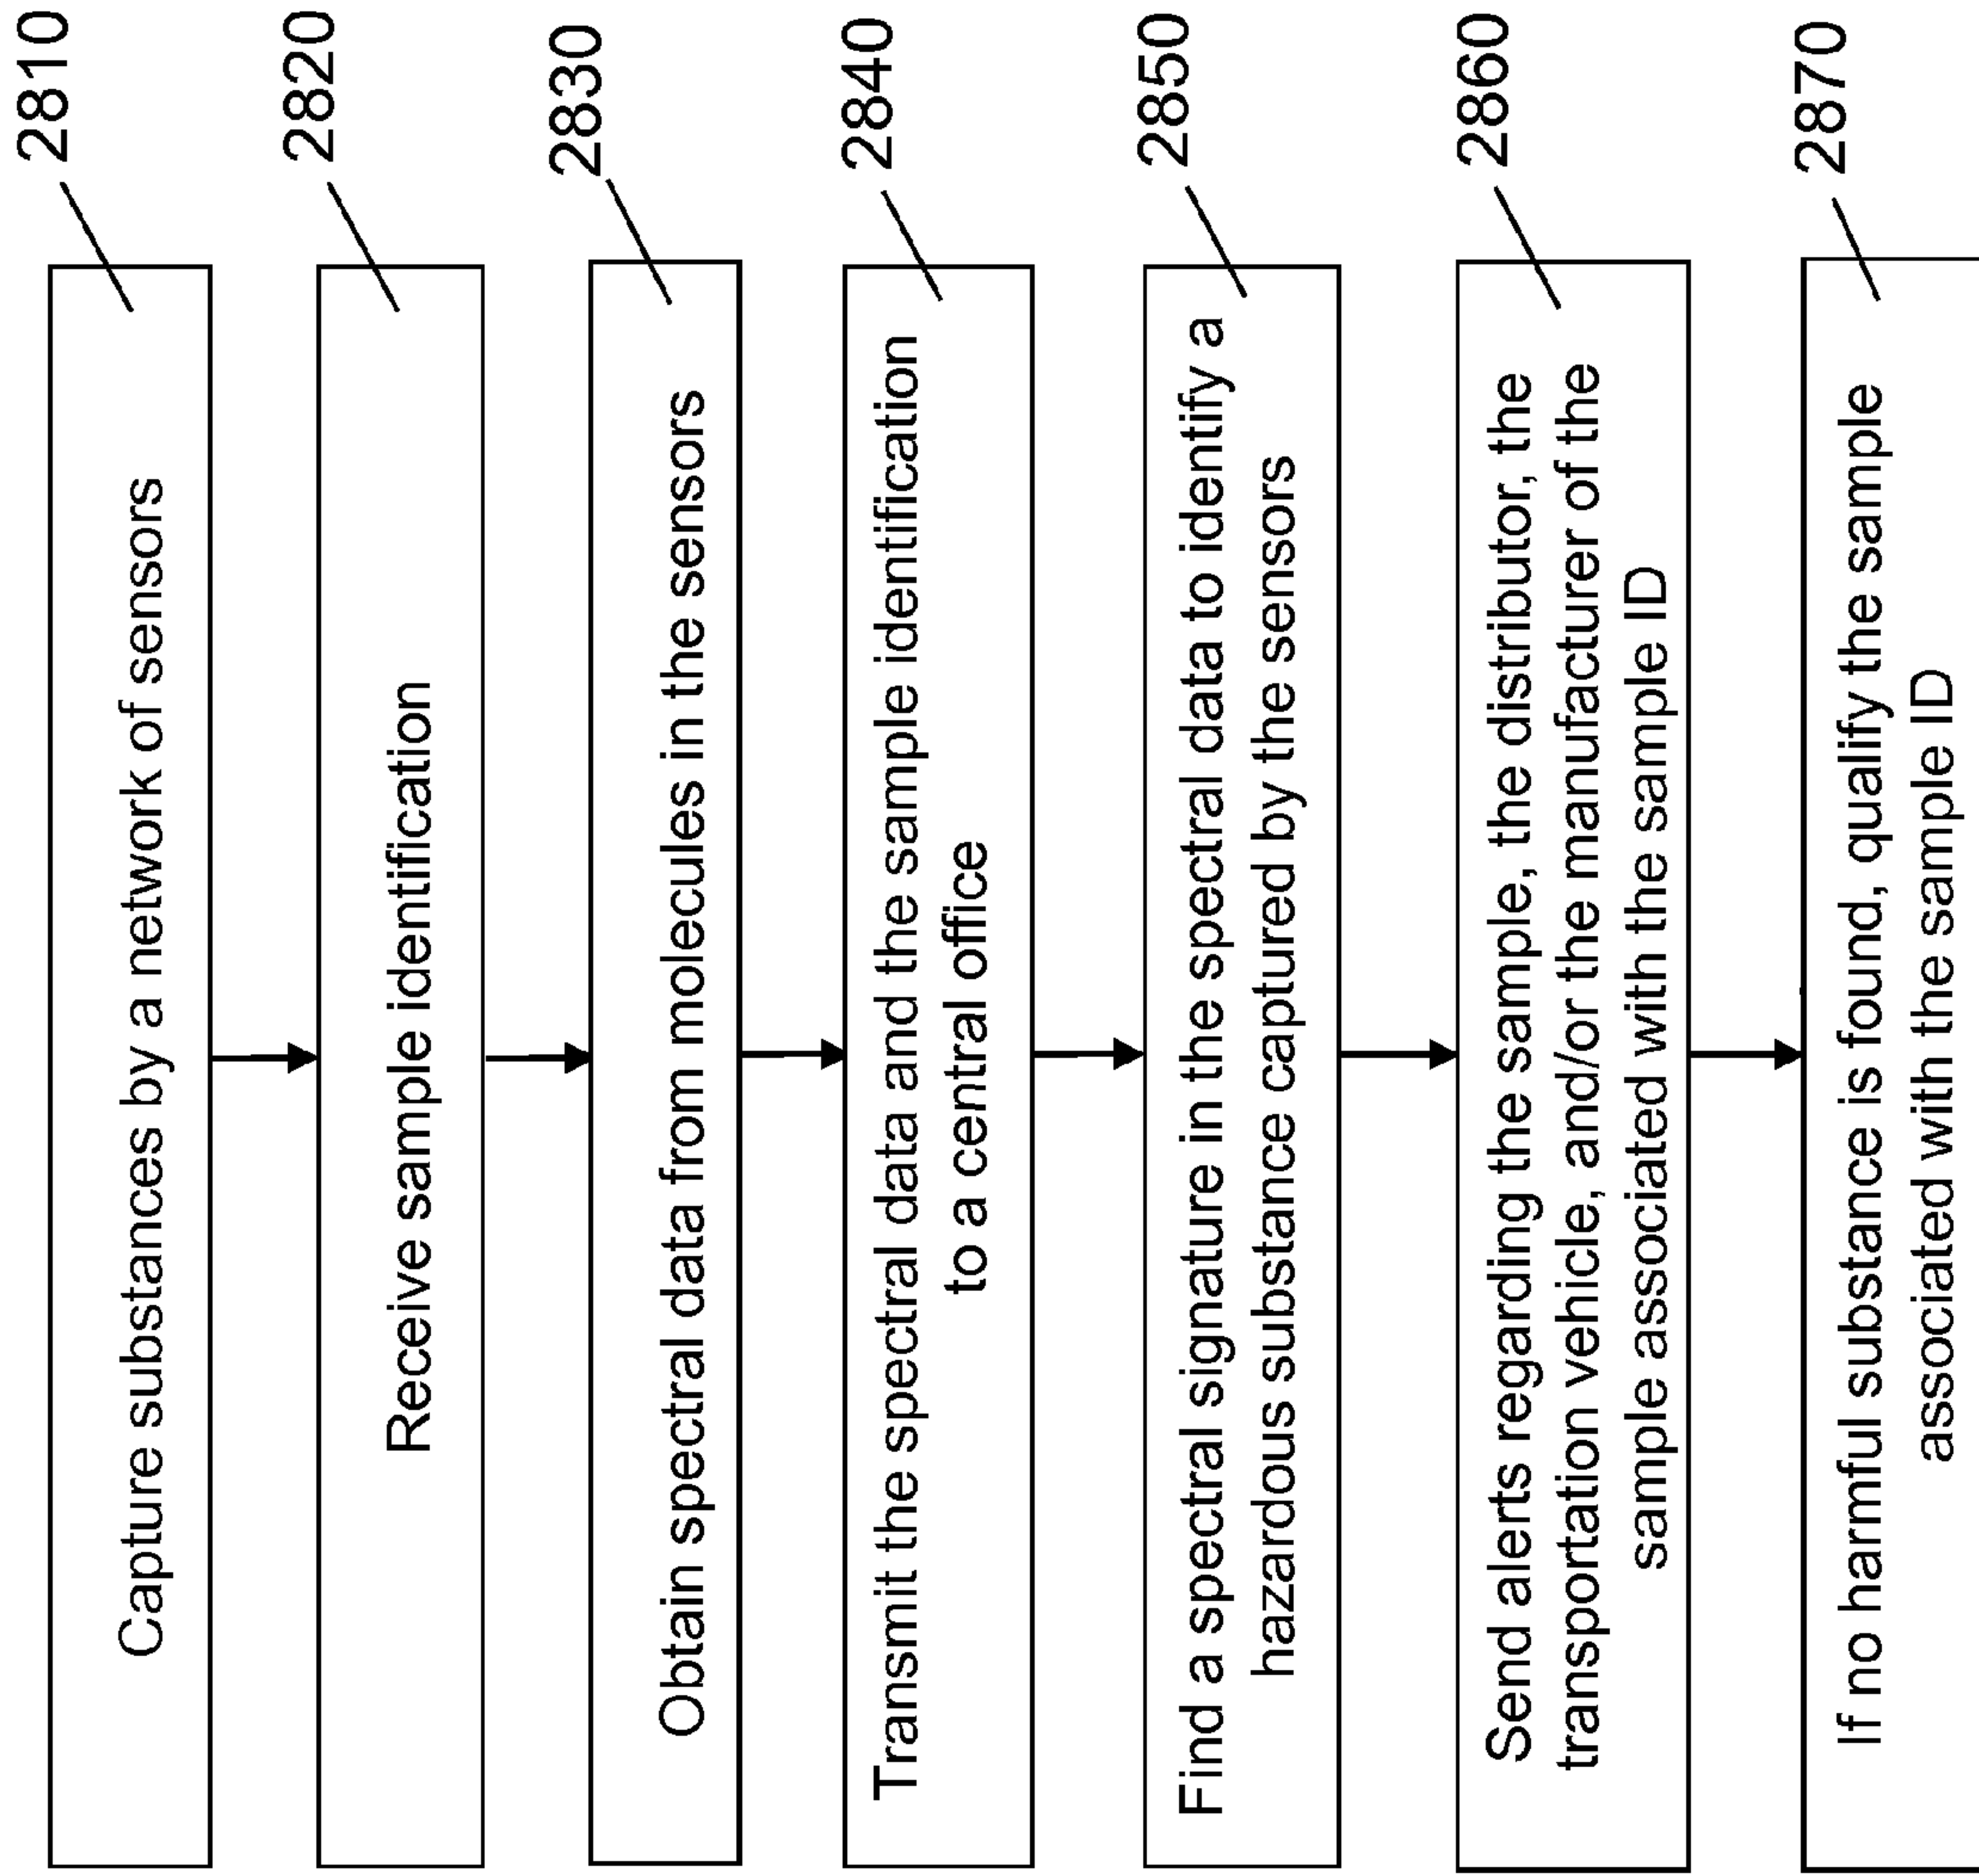 2810
Capture substances by a network of sensors
2820
Receive sample identification
2830
Obtain spectral data from molecules in the sensors
2840
Transmit the spectral data and the sample identification
to a central office
2850
Find a spectral signature in the spectral data to identify a
hazardous substance captured by the sensors
2860
Send alerts regarding the sample, the distributor, the
transportation vehicle, and/or the manufacturer of the
sample associated with the sample ID
2870
If no harmful substance is found, qualify the sample
associated with the sample ID